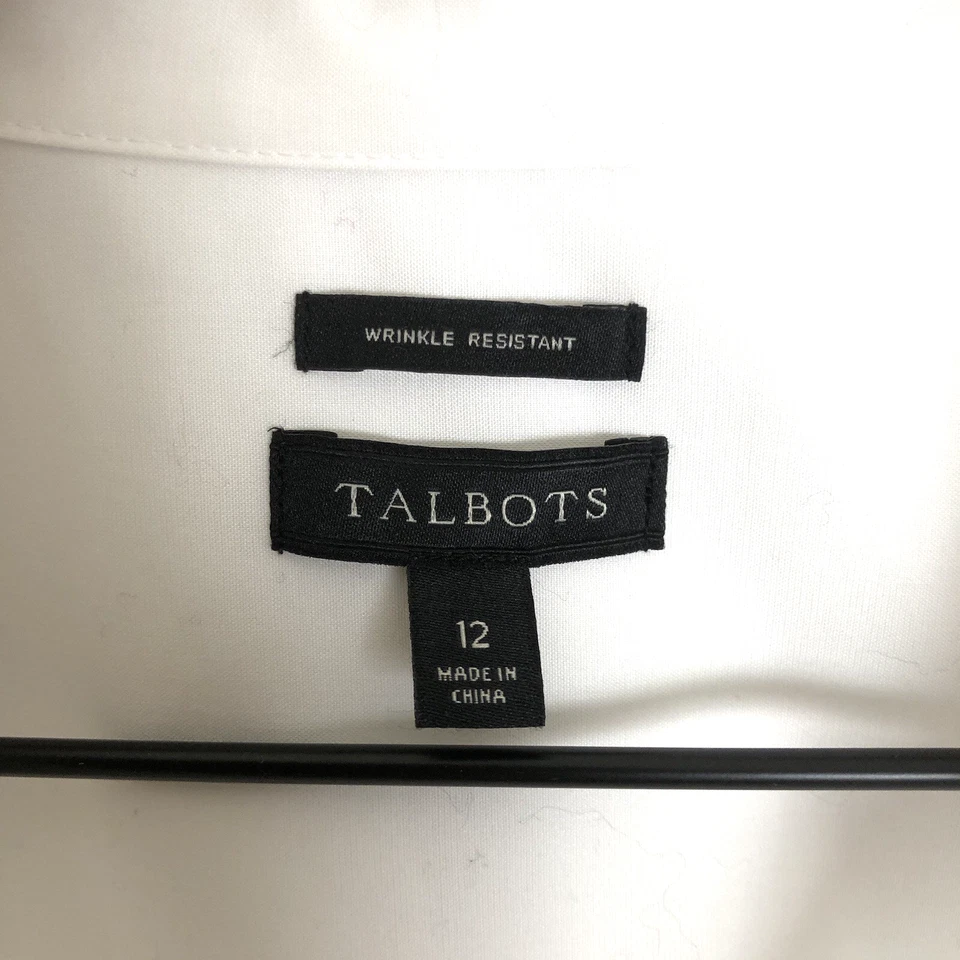 WRINKLE RESISTANT
TALBOTS
12
MADE IN
CHINA